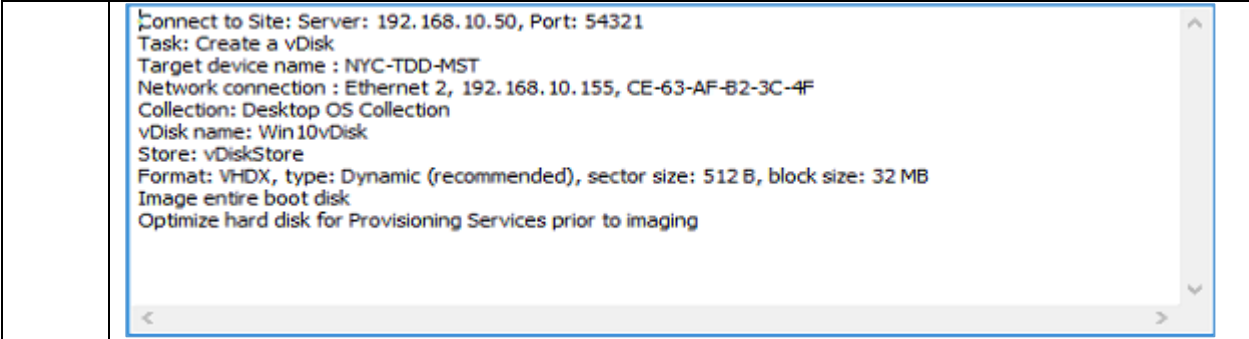 Connect to Site: Server: 192.168.10.50, Port: 54321
Task: Create a vDisk
Target device name : NYC-TDD-MST
Network connection : Ethernet 2, 192.168.10.155, CE-63-AF-B2-3C-4F
Collection: Desktop OS Collection
vDisk name: Win10vDisk
Store: vDiskStore
Format: VHDX, type: Dynamic (recommended), sector size: 512 B, block size: 32 MB
Image entire boot disk
Optimize hard disk for Provisioning Services prior to imaging